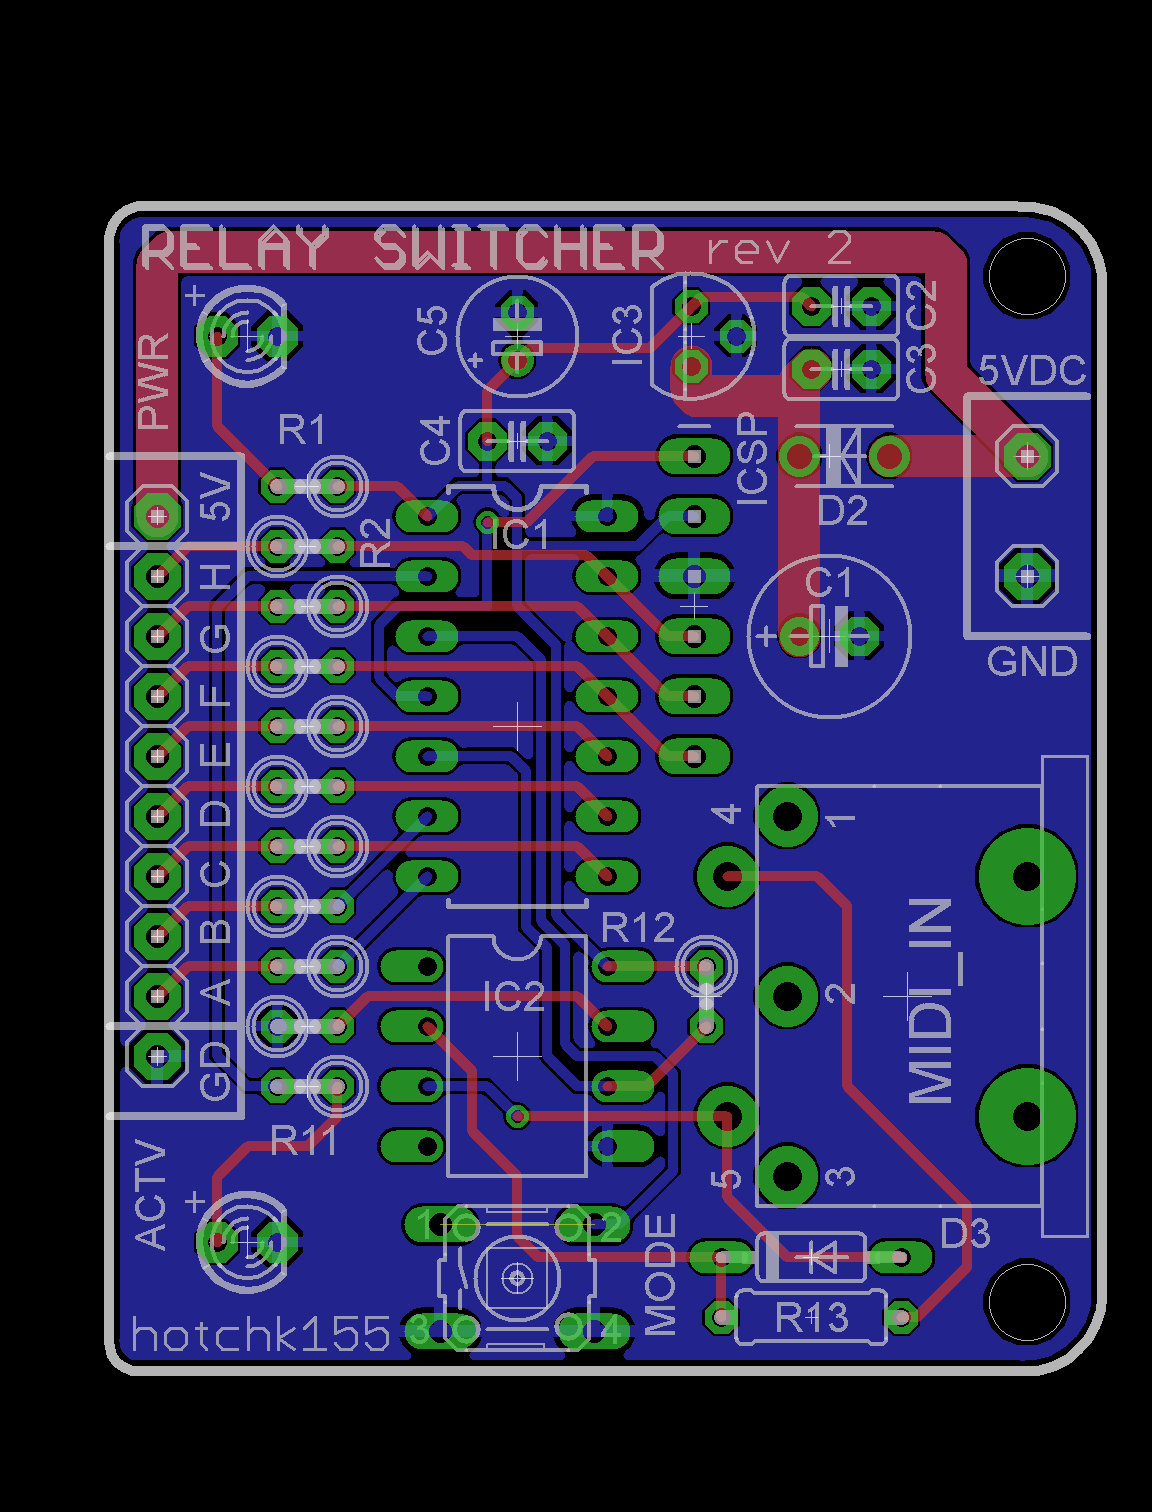 RELAY SWITCHER rev 2
+
PWR
C5
+
IC3
C2
C3
5VDC
R1
C4
ICSP
5V
R2
IC1
D2
H
C1
+
G
GND
F
E
D
4
1
C
B
R12
A
IC2
2
MIDI_IN
GD
R11
5
3
ACTV
+
1
2
MODE
D3
R13
3
4
hotchk155